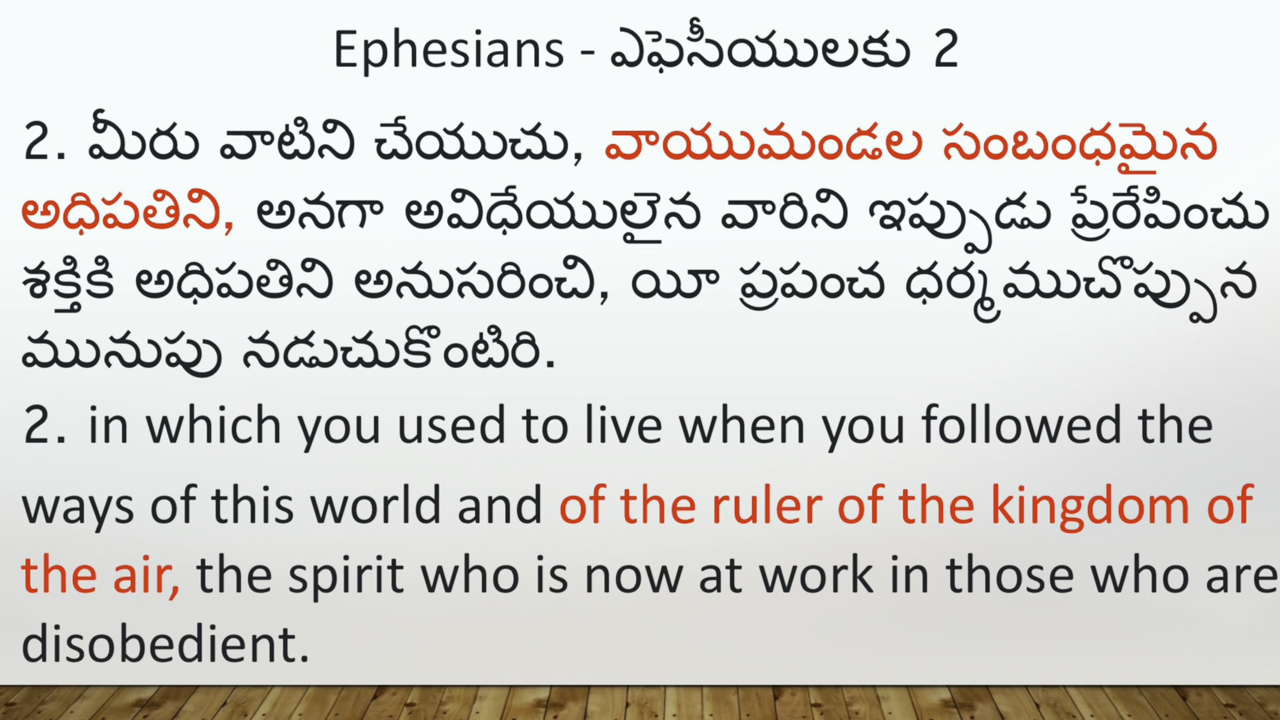 Ephesians - ఎఫెసీయులకు 2
2. మీరు వాటిని చేయుచు, వాయుమండల సంబంధమైన
అధిపతిని, అనగా అవిధేయులైన వారిని ఇప్పుడు ప్రేరేపించు
శక్తికి అధిపతిని అనుసరించి, యీ ప్రపంచ ధర్మముచొప్పున
మునుపు నడుచుకొంటిరి.
2. in which you used to live when you followed the
ways of this world and of the ruler of the kingdom of
the air, the spirit who is now at work in those who are
disobedient.